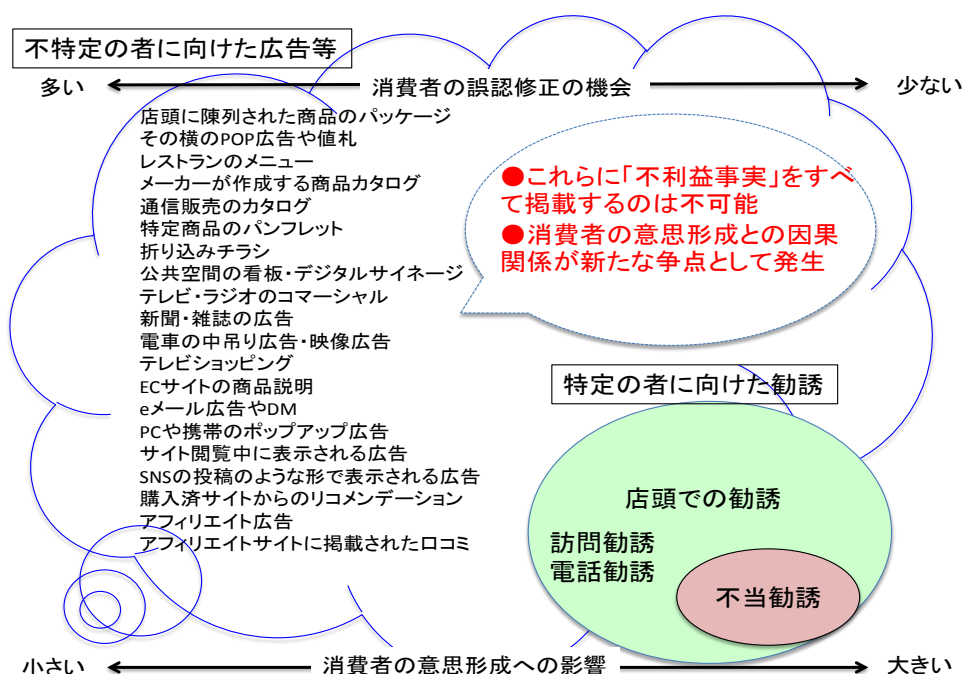 不特定の者に向けた広告等
多い
消費者の誤認修正の機会
少ない
店頭に陳列された商品のパッケージ
その横のPOP広告や値札
レストランのメニュー
メーカーが作成する商品カタログ
通信販売のカタログ
特定商品のパンフレット
折り込みチラシ
公共空間の看板・デジタルサイネージ
テレビ・ラジオのコマーシャル
新聞・雑誌の広告
電車の中吊り広告・映像広告
テレビショッピング
ECサイトの商品説明
eメール広告やDM
PCや携帯のポップアップ広告
サイト閲覧中に表示される広告
SNSの投稿のような形で表示される広告
購入済サイトからのリコメンデーション
アフィリエイト広告
アフィリエイトサイトに掲載された口コミ
●これらに「不利益事実」をすべ
て掲載するのは不可能
●消費者の意思形成との因果
関係が新たな争点として発生
特定の者に向けた勧誘
店頭での勧誘
訪問勧誘
電話勧誘
不当勧誘
小さい
消費者の意思形成への影響
大きい